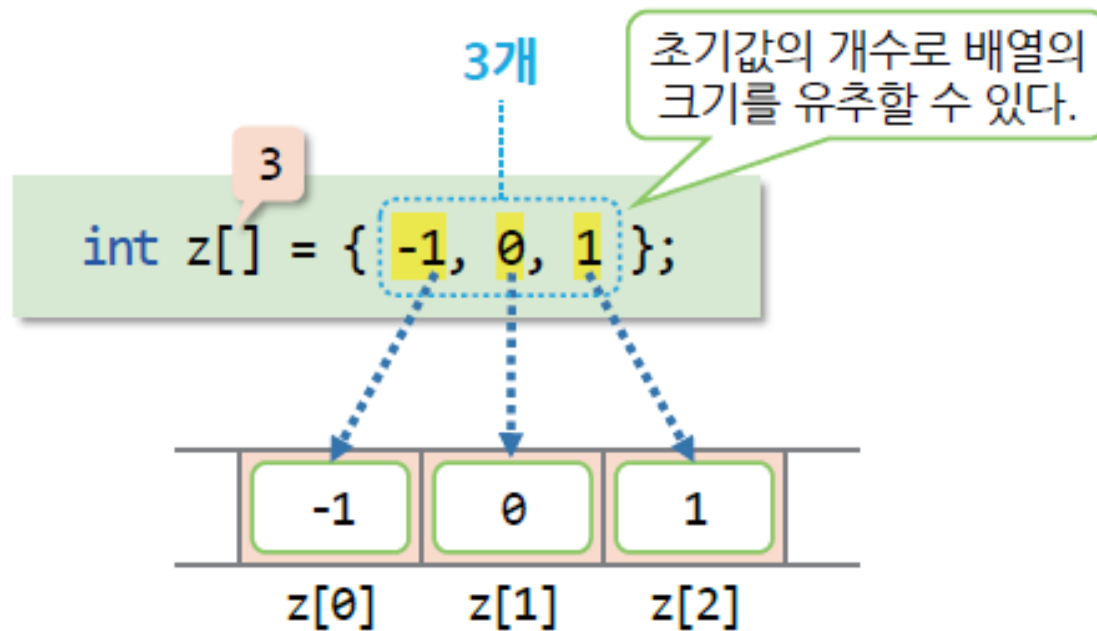 3개
초기값의 개수로 배열의
크기를 유추할 수 있다.
3
int z[] = { -1, 0, 1 };
-1 0 1
z[0] z[1] z[2]